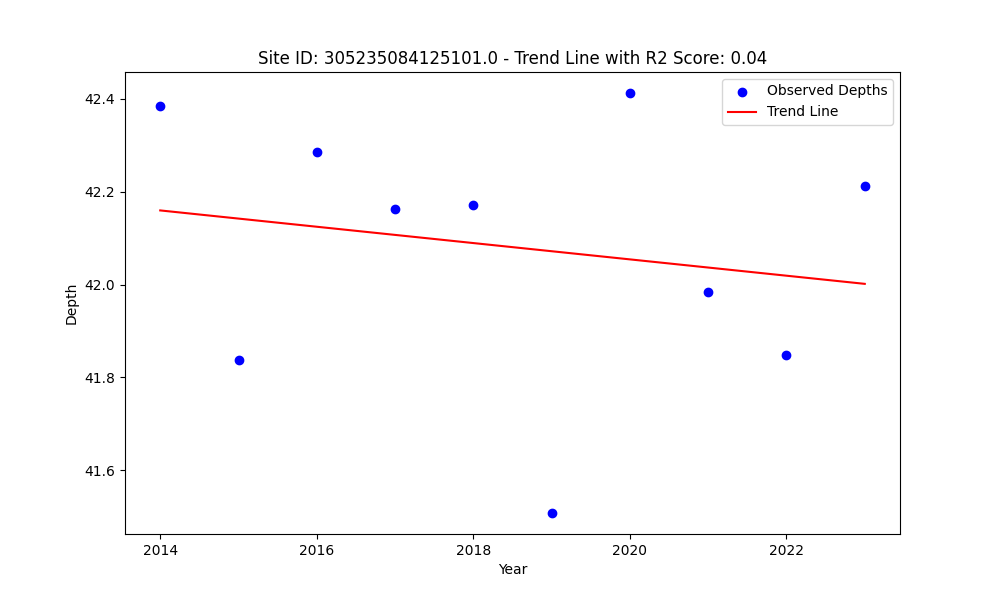 Site ID: 305235084125101.0 - Trend Line with R2 Score: 0.04
Observed Depths
Trend Line
42.4
42.2
42.0
41.8
41.6
Depth
2014
2016
2018
2020
2022
Year